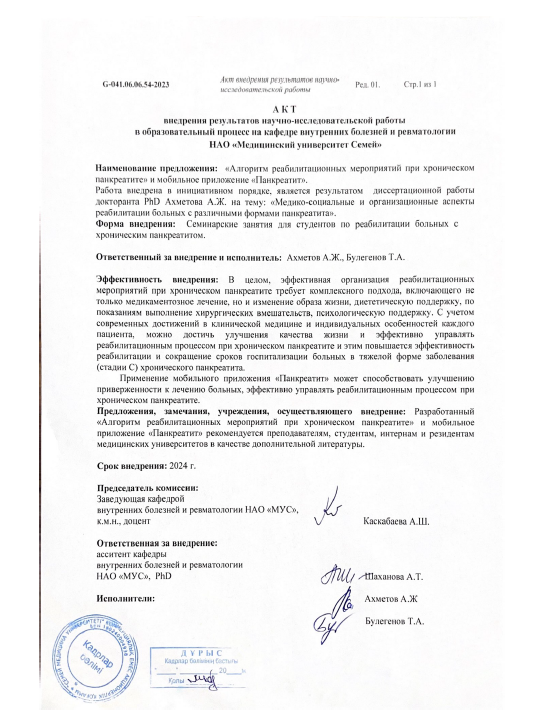 G-041.06.06.54-2023
Акт внедрения результатов научно-
исследовательской работы
Ред. 01.
Стр.1 из 1
А К Т
внедрения результатов научно-исследовательской работы
в образовательный процесс на кафедре внутренних болезней и ревматологии
НАО «Медицинский университет Семей»
Наименование предложения: «Алгоритм реабилитационных мероприятий при хроническом
панкреатите» и мобильное приложение «Панкреатит».
Работа внедрена в инициативном порядке, является результатом диссертационной работы
докторанта PhD Ахметова А.Ж. на тему: «Медико-социальные и организационные аспекты
реабилитации больных с различными формами панкреатита».
Форма внедрения: Семинарские занятия для студентов по реабилитации больных с
хроническим панкреатитом.
Ответственный за внедрение и исполнитель: Ахметов А.Ж., Булегенов Т.А.
Эффективность внедрения: В целом, эффективная организация реабилитационных
мероприятий при хроническом панкреатите требует комплексного подхода, включающего не
только медикаментозное лечение, но и изменение образа жизни, диететическую поддержку, по
показаниям выполнение хирургических вмешательств, психологическую поддержку. С учетом
современных достижений в клинической медицине и индивидуальных особенностей каждого
пациента, можно достичь улучшения качества жизни и эффективно управлять
реабилитационным процессом при хроническом панкреатите и этим повышается эффективность
реабилитации и сокращение сроков госпитализации больных в тяжелой форме заболевания
(стадии С) хронического панкреатита.
Применение мобильного приложения «Панкреатит» может способствовать улучшению
приверженности к лечению больных, эффективно управлять реабилитационным процессом при
хроническом панкреатите.
Предложения, замечания, учреждения, осуществляющего внедрение: Разработанный
«Алгоритм реабилитационных мероприятий при хроническом панкреатите» и мобильное
приложение «Панкреатит» рекомендуется преподавателям, студентам, интернам и резидентам
медицинских университетов в качестве дополнительной литературы.
Срок внедрения: 2024 г.
Председатель комиссии:
Заведующая кафедрой
внутренних болезней и ревматологии НАО «МУС»,
к.м.н., доцент
Каскабаева А.Ш.
Ответственная за внедрение:
асситент кафедры
внутренних болезней и ревматологии
НАО «МУС», PhD
Шаханова А.Т.
Исполнители:
Ахметов А.Ж
Булегенов Т.А.
Кадрлар
бөлімі
Д Ұ Р Ы С
Кадрлар бөлімінің бастығы
20
Қолы